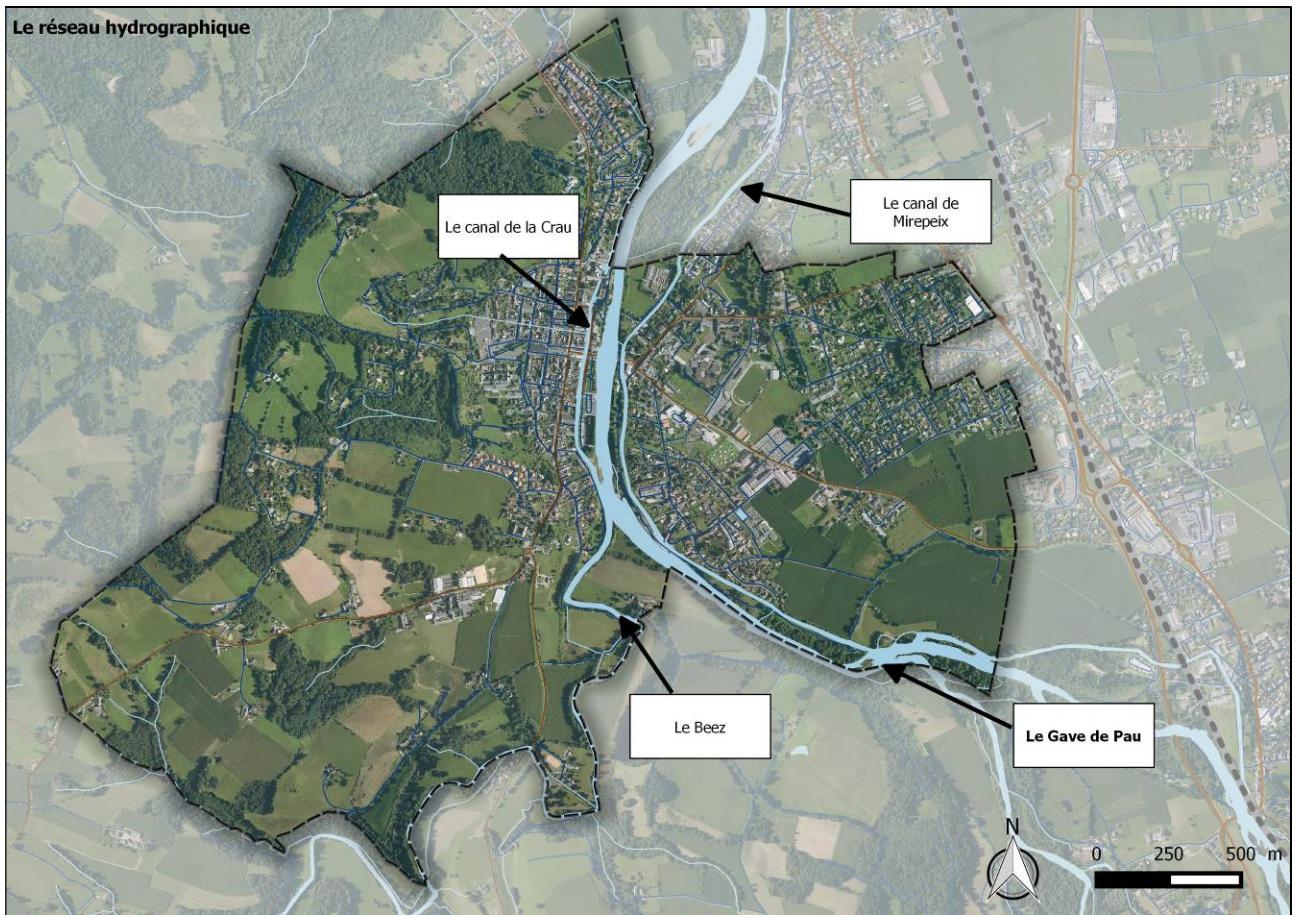 Le réseau hydrographique
Le canal de la Crau
Le canal de
Mirepeix
Le Beez
Le Gave de Pau
N
0 250 500 m